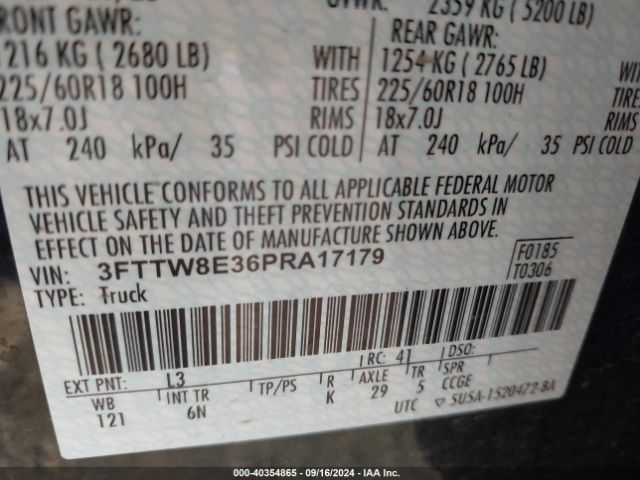 2359 KG ( 5200 LB)
FRONT GAWR:
REAR GAWR:
1216 KG ( 2680 LB) WITH 1254 KG ( 2765 LB) WITH
225/60R18 100H TIRES 225/60R18 100H TIRES
18x7.0J RIMS 18x7.0J RIMS
AT 240 kPa/ 35 PSI COLD AT 240 kPa/ 35 PSI COLD
THIS VEHICLE CONFORMS TO ALL APPLICABLE FEDERAL MOTOR
VEHICLE SAFETY AND THEFT PREVENTION STANDARDS IN
EFFECT ON THE DATE OF MANUFACTURE SHOWN ABOVE.
VIN: 3FTTW8E36PRA17179 F0185
TYPE: Truck T0306
EXT PNT: L3 RC: 41 DSO:
WB INT TR TP/PS R AXLE TR SPR
121 6N K 29 5 CCGE
UTC ▽ 5U5A-1520472-BA
000-40354865 - 09/16/2024 - IAA Inc.